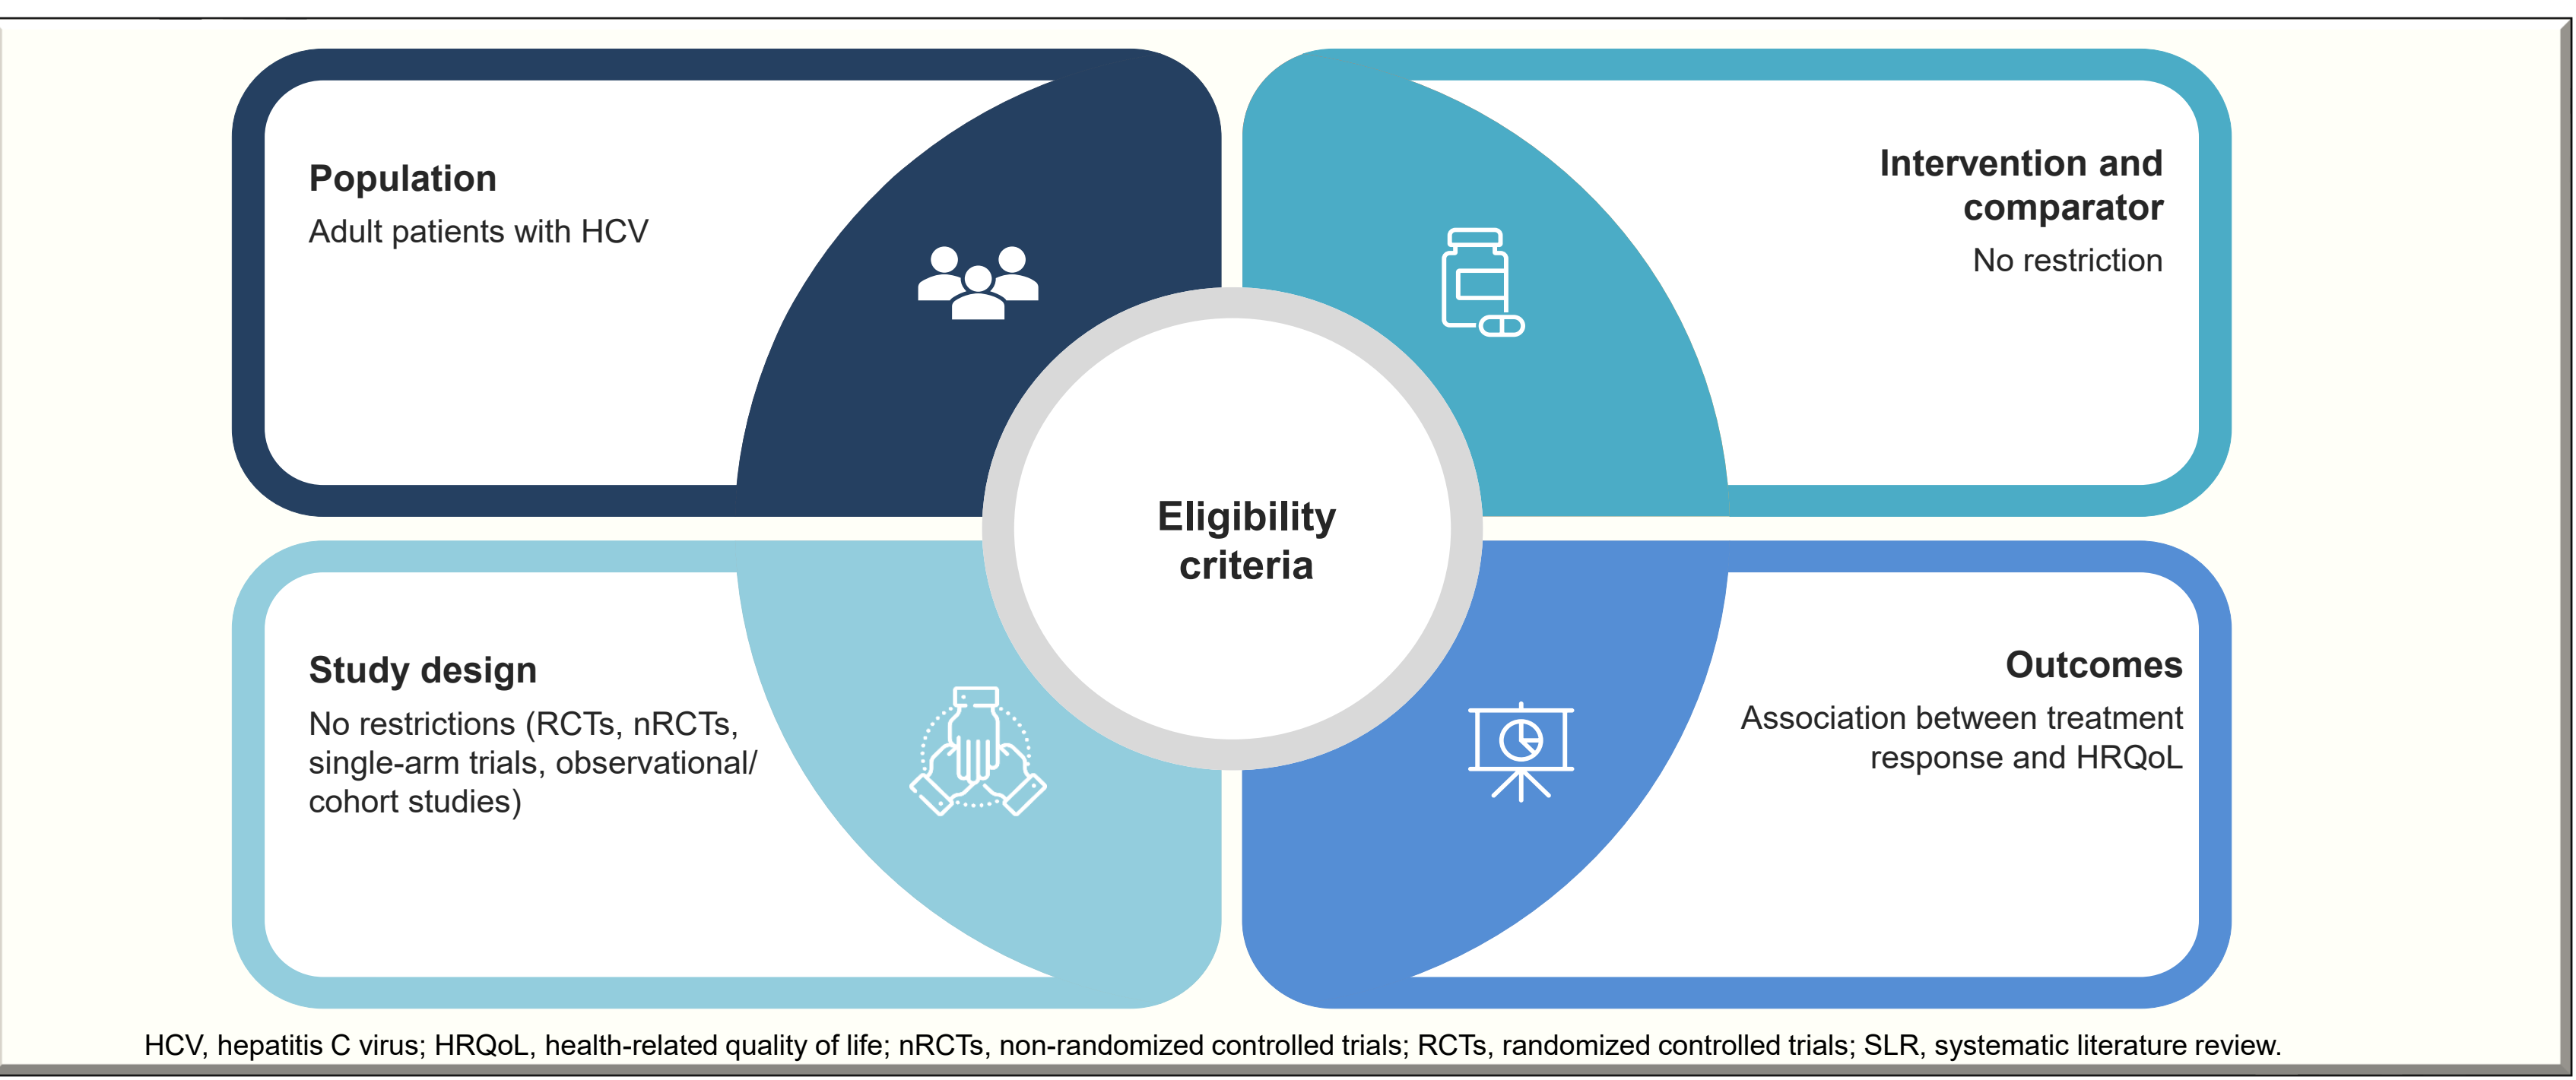 Population
Adult patients with HCV
Intervention and
comparator
No restriction
Eligibility
criteria
Study design
No restrictions (RCTs, nRCTs,
single-arm trials, observational/
cohort studies)
Outcomes
Association between treatment
response and HRQoL
HCV, hepatitis C virus; HRQoL, health-related quality of life; nRCTs, non-randomized controlled trials; RCTs, randomized controlled trials; SLR, systematic literature review.